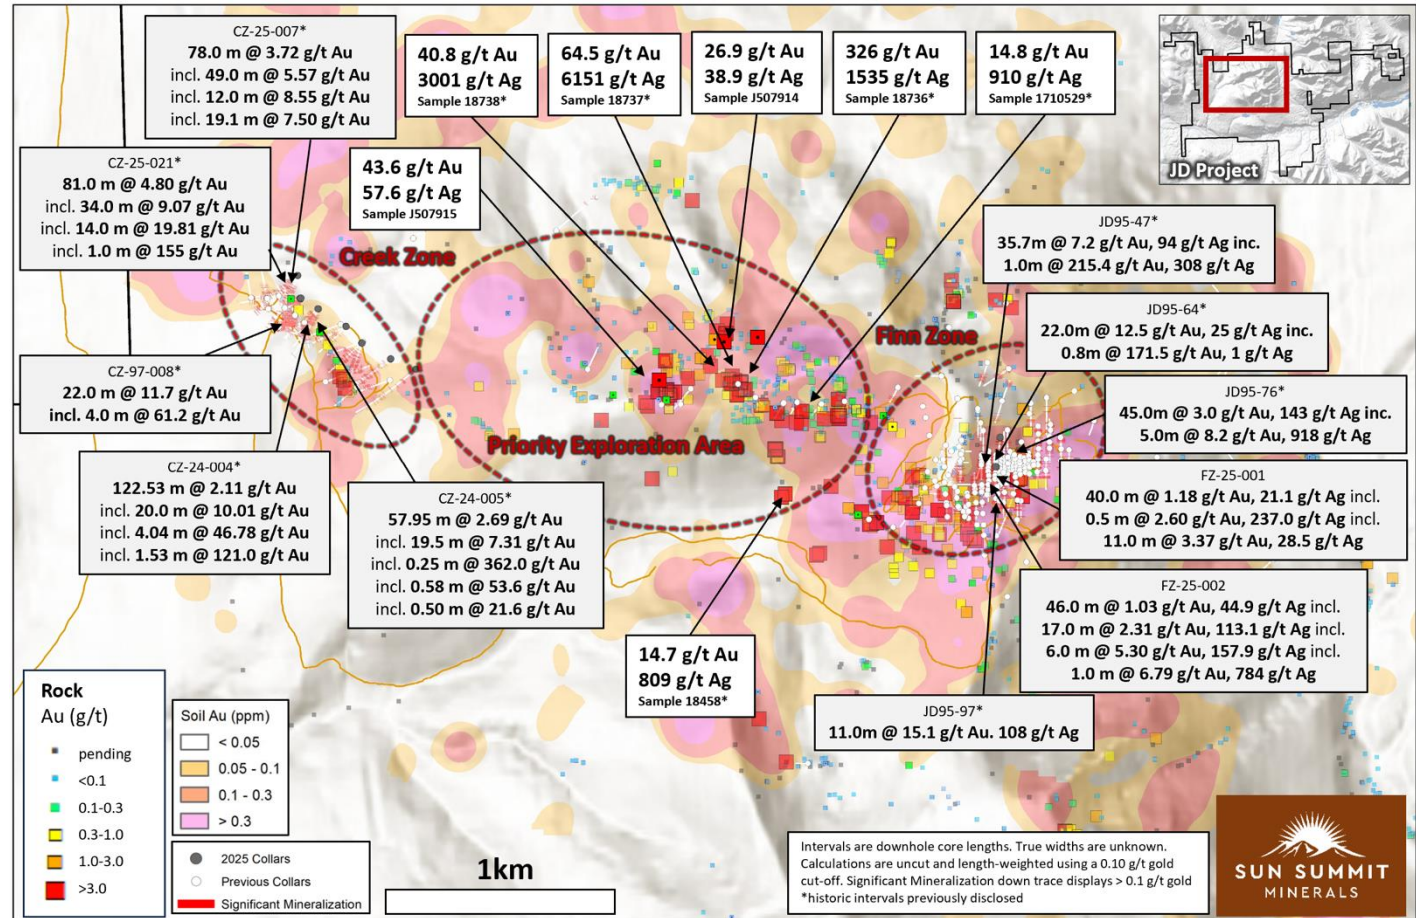 CZ-25-007*
78.0 m @ 3.72 g/t Au
incl. 49.0 m @ 5.57 g/t Au
incl. 12.0 m @ 8.55 g/t Au
incl. 19.1 m @ 7.50 g/t Au
40.8 g/t Au
3001 g/t Ag
Sample 18738*
64.5 g/t Au
6151 g/t Ag
Sample 18737*
26.9 g/t Au
38.9 g/t Ag
Sample J507914
326 g/t Au
1535 g/t Ag
Sample 18736*
14.8 g/t Au
910 g/t Ag
Sample 1710529*
JD Project
CZ-25-021*
81.0 m @ 4.80 g/t Au
incl. 34.0 m @ 9.07 g/t Au
incl. 14.0 m @ 19.81 g/t Au
incl. 1.0 m @ 155 g/t Au
43.6 g/t Au
57.6 g/t Ag
Sample J507915
Creek Zone
Finn Zone
Priority Exploration Area
JD95-47*
35.7m @ 7.2 g/t Au, 94 g/t Ag inc.
1.0m @ 215.4 g/t Au, 308 g/t Ag
JD95-64*
22.0m @ 12.5 g/t Au, 25 g/t Ag inc.
0.8m @ 171.5 g/t Au, 1 g/t Ag
JD95-76*
45.0m @ 3.0 g/t Au, 143 g/t Ag inc.
5.0m @ 8.2 g/t Au, 918 g/t Ag
CZ-97-008*
22.0 m @ 11.7 g/t Au
incl. 4.0 m @ 61.2 g/t Au
CZ-24-004*
122.53 m @ 2.11 g/t Au
incl. 20.0 m @ 10.01 g/t Au
incl. 4.04 m @ 46.78 g/t Au
incl. 1.53 m @ 121.0 g/t Au
CZ-24-005*
57.95 m @ 2.69 g/t Au
incl. 19.5 m @ 7.31 g/t Au
incl. 0.25 m @ 362.0 g/t Au
incl. 0.58 m @ 53.6 g/t Au
incl. 0.50 m @ 21.6 g/t Au
FZ-25-001
40.0 m @ 1.18 g/t Au, 21.1 g/t Ag incl.
0.5 m @ 2.60 g/t Au, 237.0 g/t Ag incl.
11.0 m @ 3.37 g/t Au, 28.5 g/t Ag
FZ-25-002
46.0 m @ 1.03 g/t Au, 44.9 g/t Ag incl.
17.0 m @ 2.31 g/t Au, 113.1 g/t Ag incl.
6.0 m @ 5.30 g/t Au, 157.9 g/t Ag incl.
1.0 m @ 6.79 g/t Au, 784 g/t Ag
14.7 g/t Au
809 g/t Ag
Sample 18458*
JD95-97*
11.0m @ 15.1 g/t Au. 108 g/t Ag
Rock
Au (g/t)
pending
<0.1
0.1-0.3
0.3-1.0
1.0-3.0
>3.0
Soil Au (ppm)
< 0.05
0.05 - 0.1
0.1 - 0.3
> 0.3
2025 Collars
Previous Collars
Significant Mineralization
1km
Intervals are downhole core lengths. True widths are unknown.
Calculations are uncut and length-weighted using a 0.10 g/t gold
cut-off. Significant Mineralization down trace displays > 0.1 g/t gold
*historic intervals previously disclosed
SUN SUMMIT
MINERALS